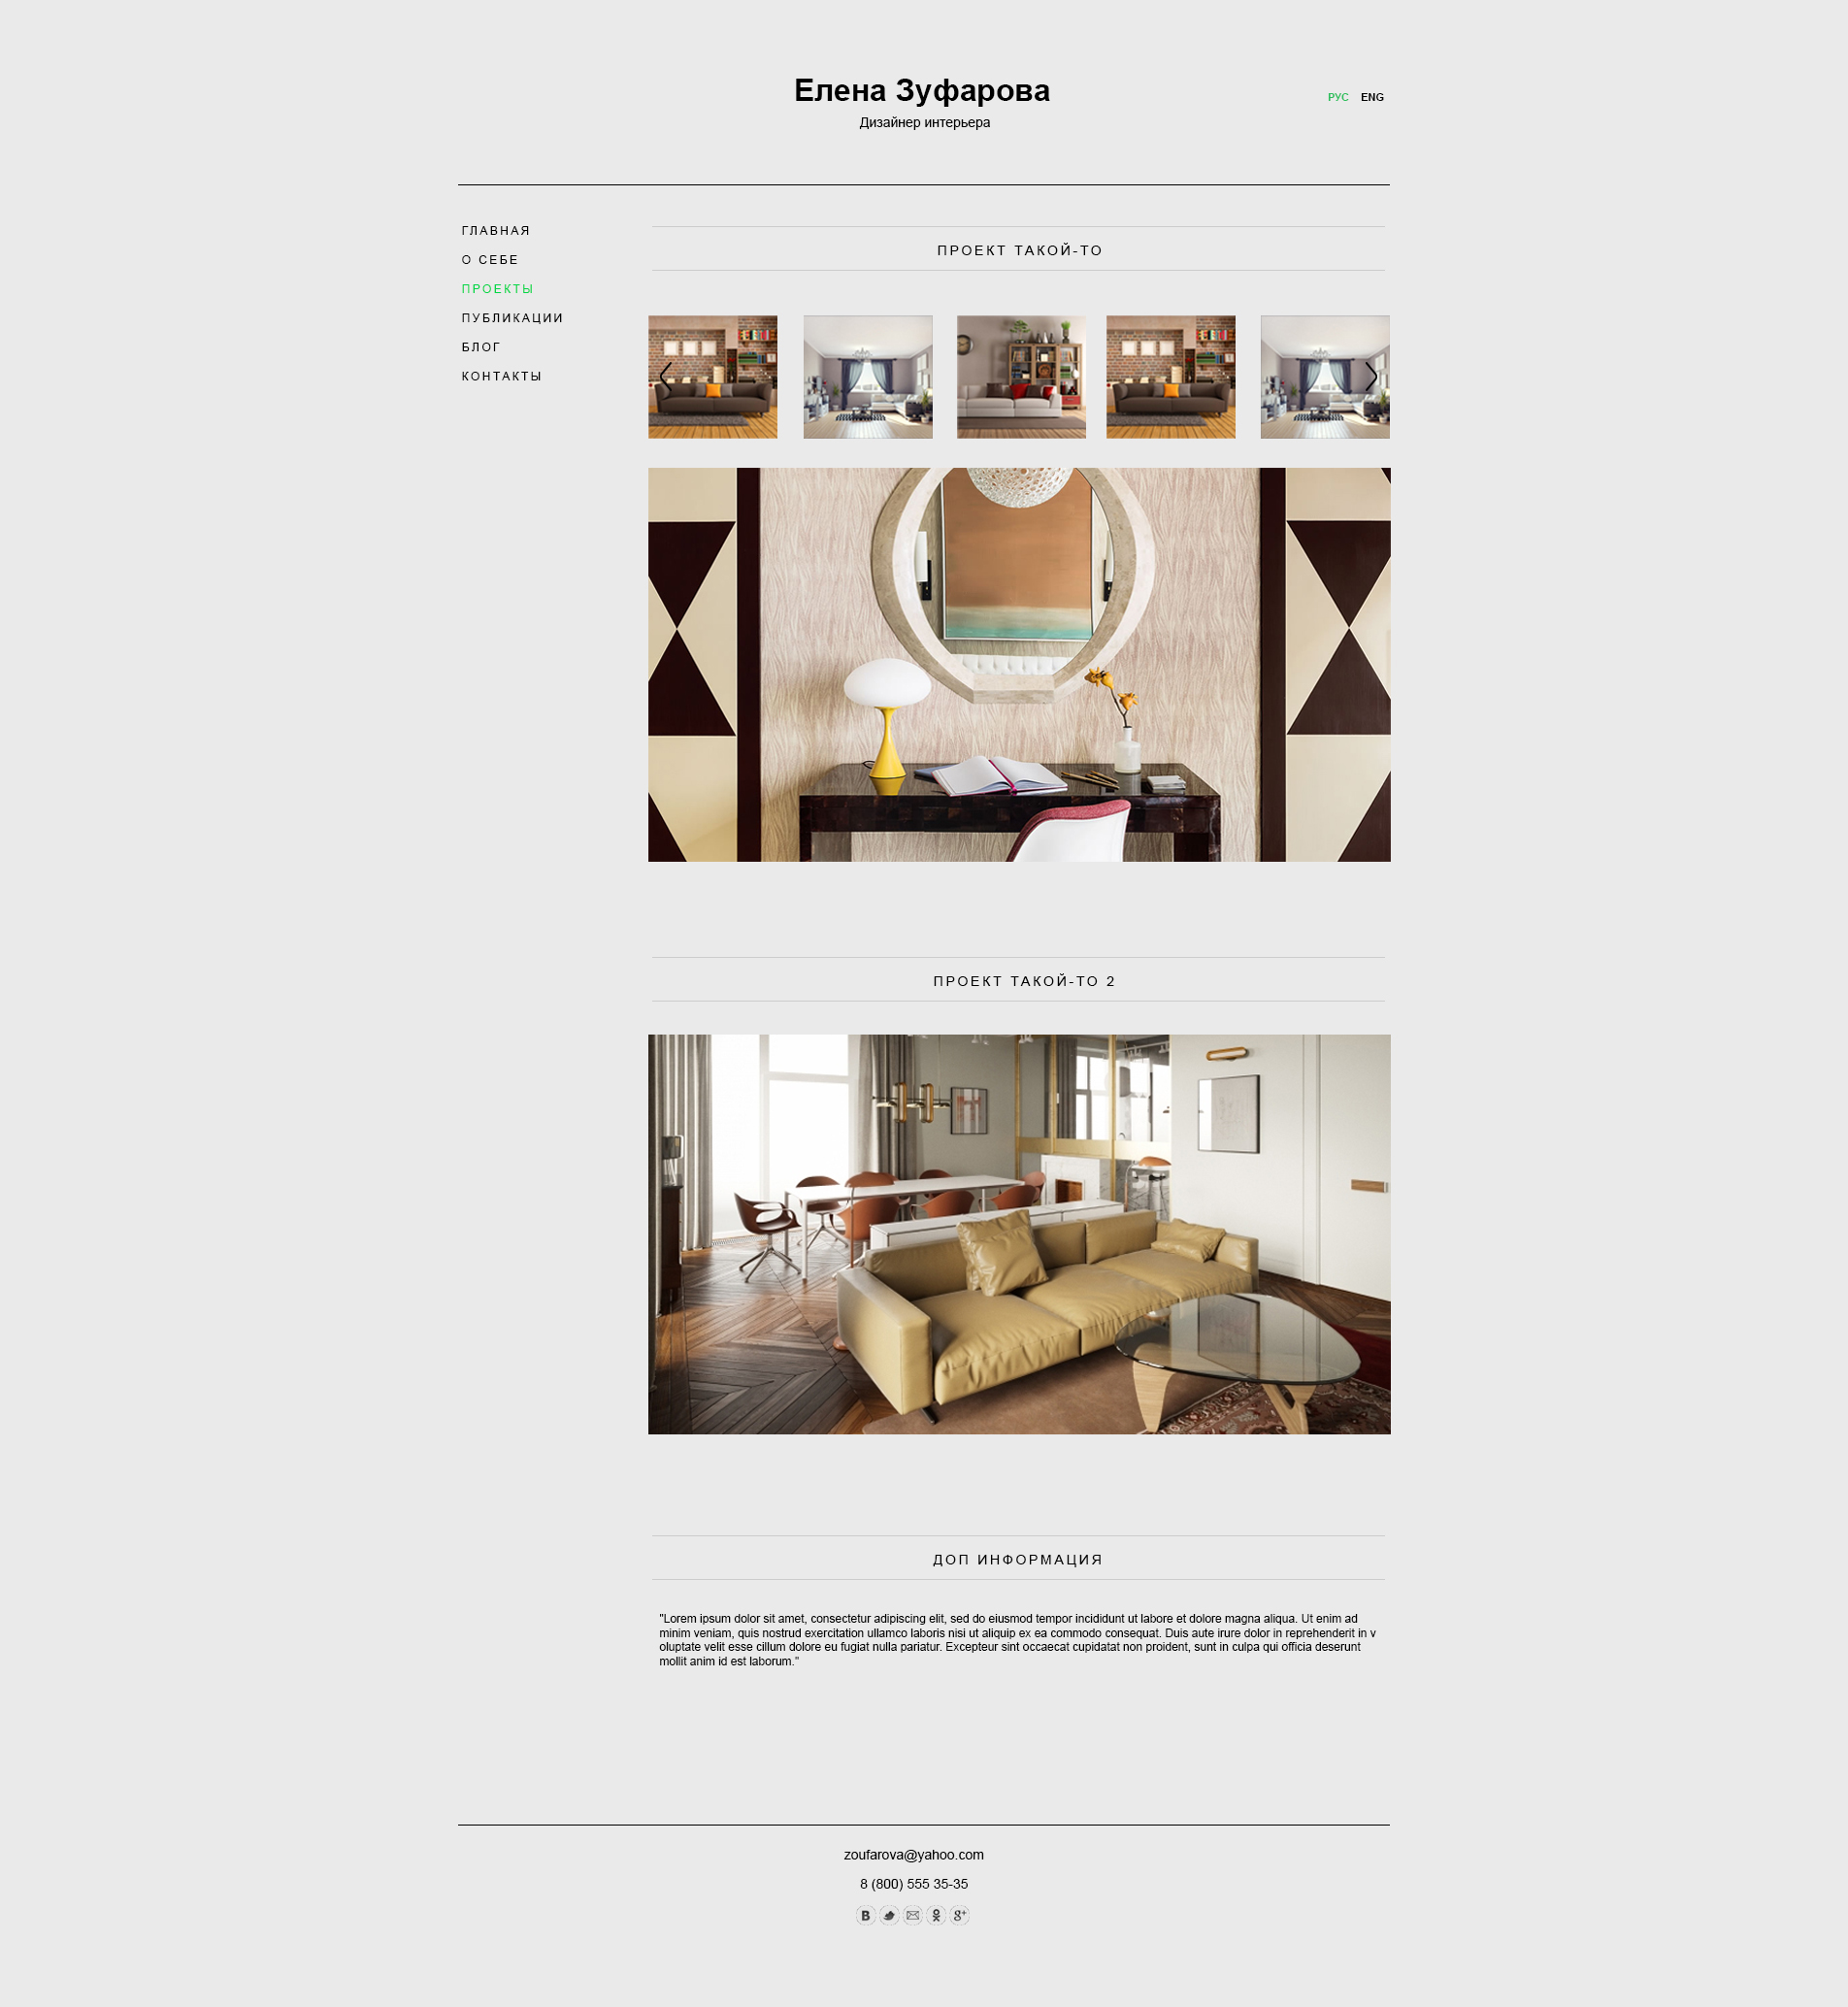 Елена Зуфарова
РУС ENG
Дизайнер интерьера
ГЛАВНАЯ
О СЕБЕ
ПРОЕКТЫ
ПУБЛИКАЦИИ
БЛОГ
КОНТАКТЫ
ПРОЕКТ ТАКОЙ-ТО
ПРОЕКТ ТАКОЙ-ТО 2
ДОП ИНФОРМАЦИЯ
"Lorem ipsum dolor sit amet, consectetur adipiscing elit, sed do eiusmod tempor incididunt ut labore et dolore magna aliqua. Ut enim ad
minim veniam, quis nostrud exercitation ullamco laboris nisi ut aliquip ex ea commodo consequat. Duis aute irure dolor in reprehenderit in v
oluptate velit esse cillum dolore eu fugiat nulla pariatur. Excepteur sint occaecat cupidatat non proident, sunt in culpa qui officia deserunt
mollit anim id est laborum."
zoufarova@yahoo.com
8 (800) 555 35-35